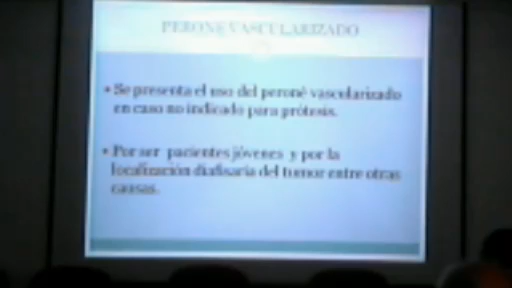 PERONE VASCULARIZADO
• Se presenta el uso del peroné vascularizado
en caso no indicado para prótesis.
• Por ser pacientes jóvenes y por la
localización diafisaria del tumor entre otras
causas.